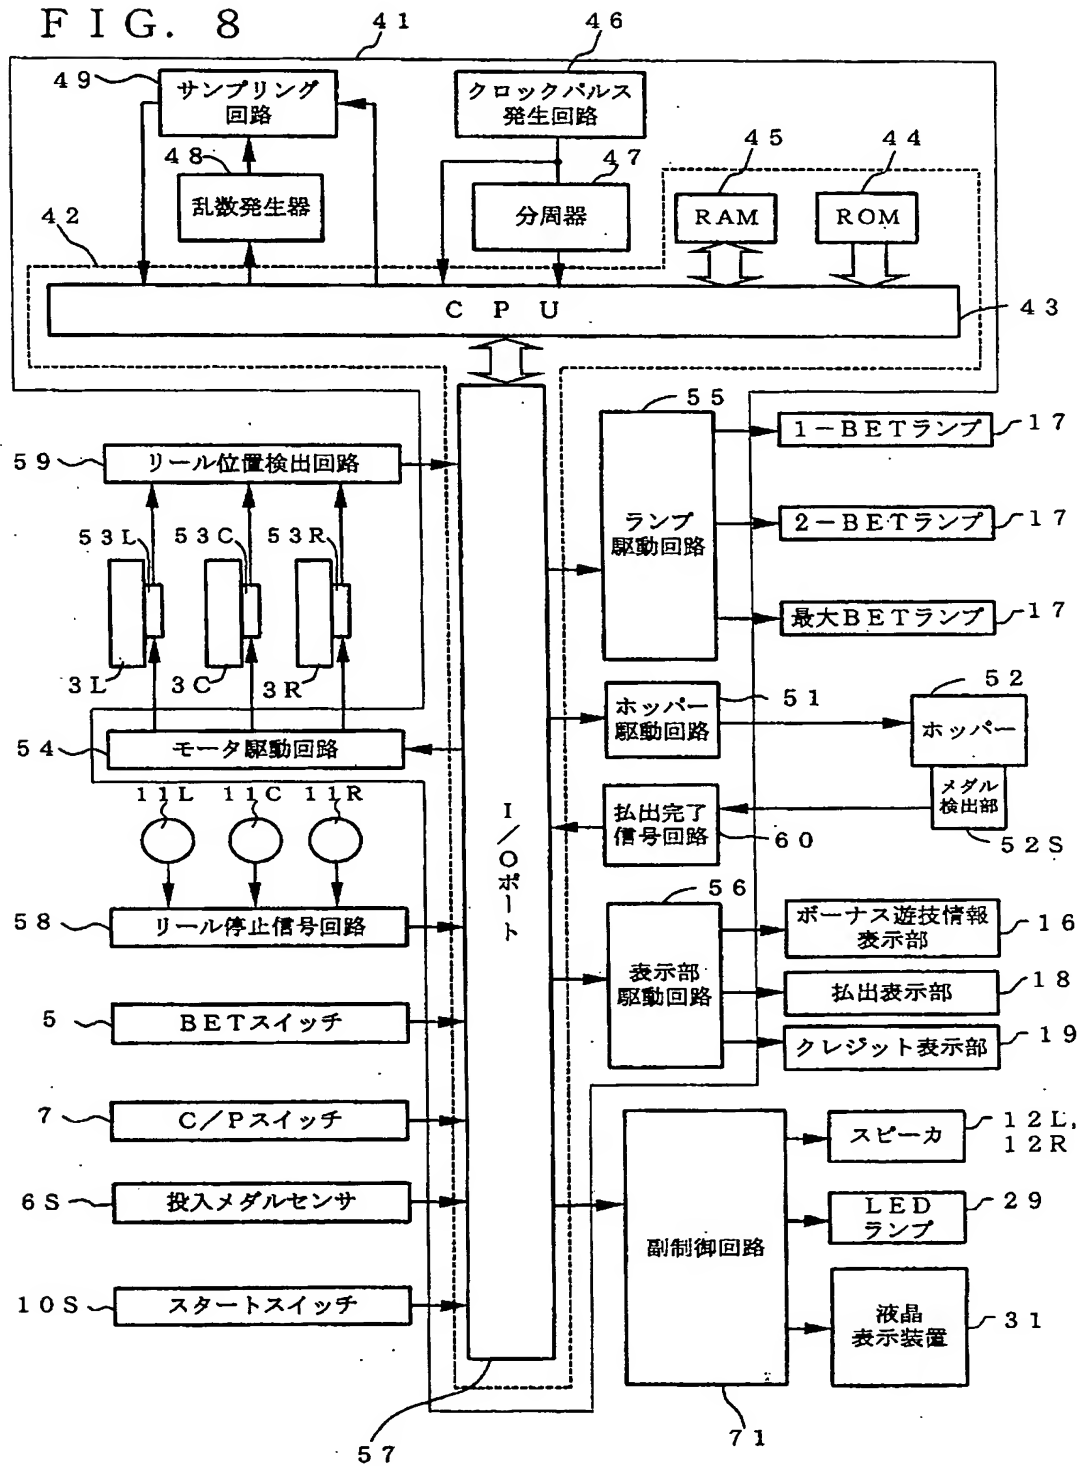 ＦＩＧ. ８
４１
４６
４９
サンプリング
回路
クロックパルス
発生回路
４８
４７
４５
４４
乱数発生器
分周器
ＲＡＭ
ＲＯＭ
４２
ＣＰＵ
４３
５５
１－ＢＥＴランプ
１７
５９
リール位置検出回路
ランプ
駆動回路
２－ＢＥＴランプ
１７
５３Ｌ
５３Ｃ
５３Ｒ
最大ＢＥＴランプ
１７
３Ｌ
３Ｃ
３Ｒ
ホッパー
駆動回路
５１
５２
ホッパー
５４
モータ駆動回路
メダル
検出部
５２Ｓ
１１Ｌ
１１Ｃ
１１Ｒ
Ｉ／Ｏポート
払出完了
信号回路
６０
５６
５８
リール停止信号回路
ボーナス遊技情報
表示部
１６
表示部
駆動回路
払出表示部
１８
５
ＢＥＴスイッチ
クレジット表示部
１９
７
Ｃ／Ｐスイッチ
スピーカ
１２Ｌ,
１２Ｒ
６Ｓ
投入メダルセンサ
ＬＥＤ
ランプ
２９
副制御回路
１０Ｓ
スタートスイッチ
液晶
表示装置
３１
５７
７１